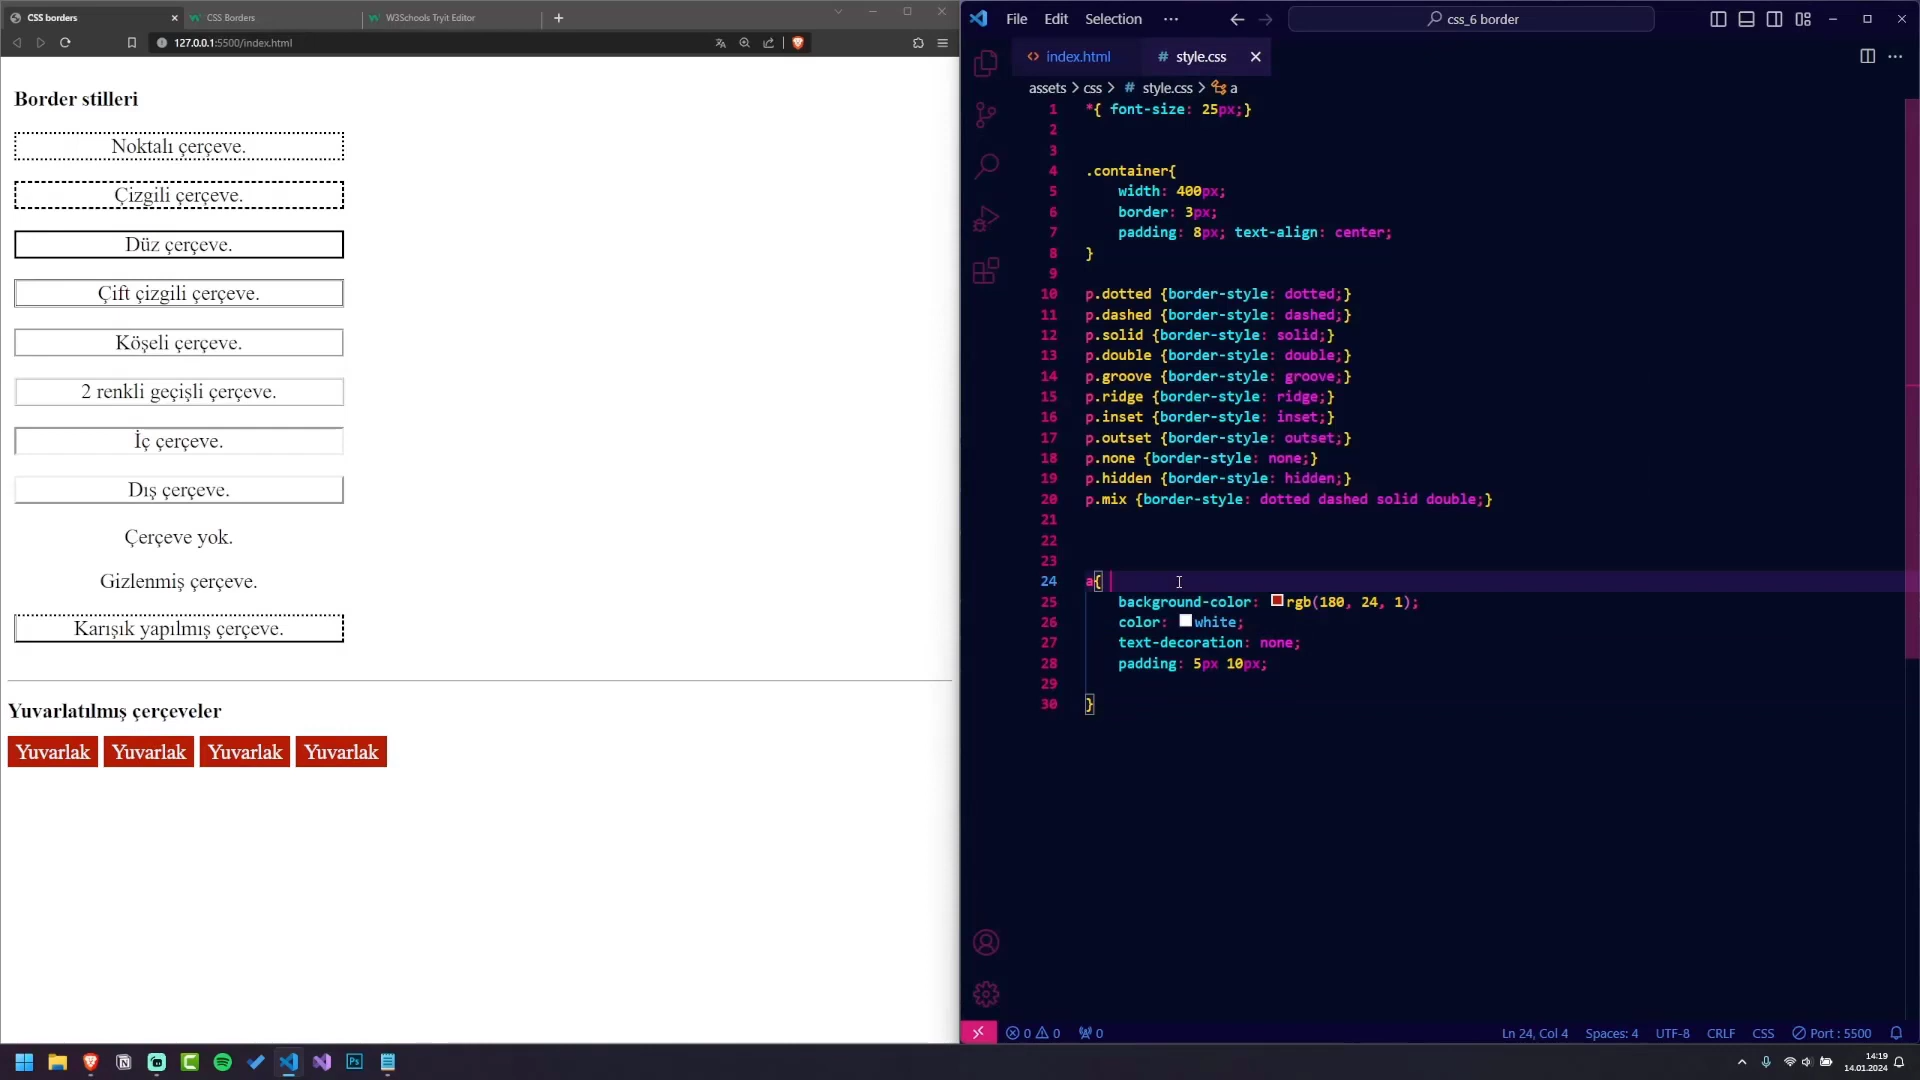 CSS borders
CSS Borders
W3Schools Tryit Editor
127.0.0.1:5500/index.html
Border stilleri
Noktalı çerçeve.
Çizgili çerçeve.
Düz çerçeve.
Çift çizgili çerçeve.
Köşeli çerçeve.
2 renkli geçişli çerçeve.
İç çerçeve.
Dış çerçeve.
Çerçeve yok.
Gizlenmiş çerçeve.
Karışık yapılmış çerçeve.
Yuvarlatılmış çerçeveler
Yuvarlak Yuvarlak Yuvarlak Yuvarlak
File Edit Selection ···
css_6 border
index.html
# style.css
assets > css > # style.css > a
1 *{ font-size: 25px;}
2
3
4 .container{
5 width: 400px;
6 border: 3px;
7 padding: 8px; text-align: center;
8 }
9
10 p.dotted {border-style: dotted;}
11 p.dashed {border-style: dashed;}
12 p.solid {border-style: solid;}
13 p.double {border-style: double;}
14 p.groove {border-style: groove;}
15 p.ridge {border-style: ridge;}
16 p.inset {border-style: inset;}
17 p.outset {border-style: outset;}
18 p.none {border-style: none;}
19 p.hidden {border-style: hidden;}
20 p.mix {border-style: dotted dashed solid double;}
21
22
23
24 a{
25 background-color: rgb(180, 24, 1);
26 color: white;
27 text-decoration: none;
28 padding: 5px 10px;
29
30 }
0 0 0
Ln 24, Col 4 Spaces: 4 UTF-8 CRLF CSS Port : 5500
Ps
14:19
14.01.2024